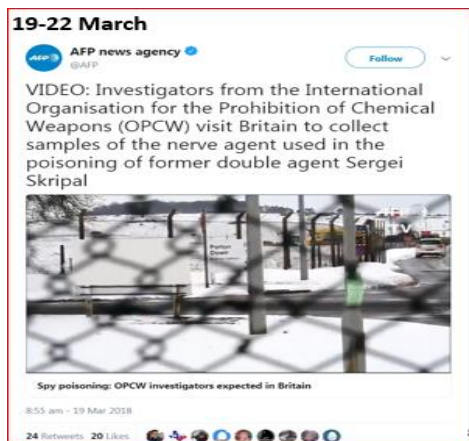 19-22 March
AFP news agency
@AFP
Follow
VIDEO: Investigators from the International
Organisation for the Prohibition of Chemical
Weapons (OPCW) visit Britain to collect
samples of the nerve agent used in the
poisoning of former double agent Sergei
Skripal
AFP
TV
Porton
Down
Spy poisoning: OPCW investigators expected in Britain
8:55 am - 19 Mar 2018
24 Retweets 20 Likes